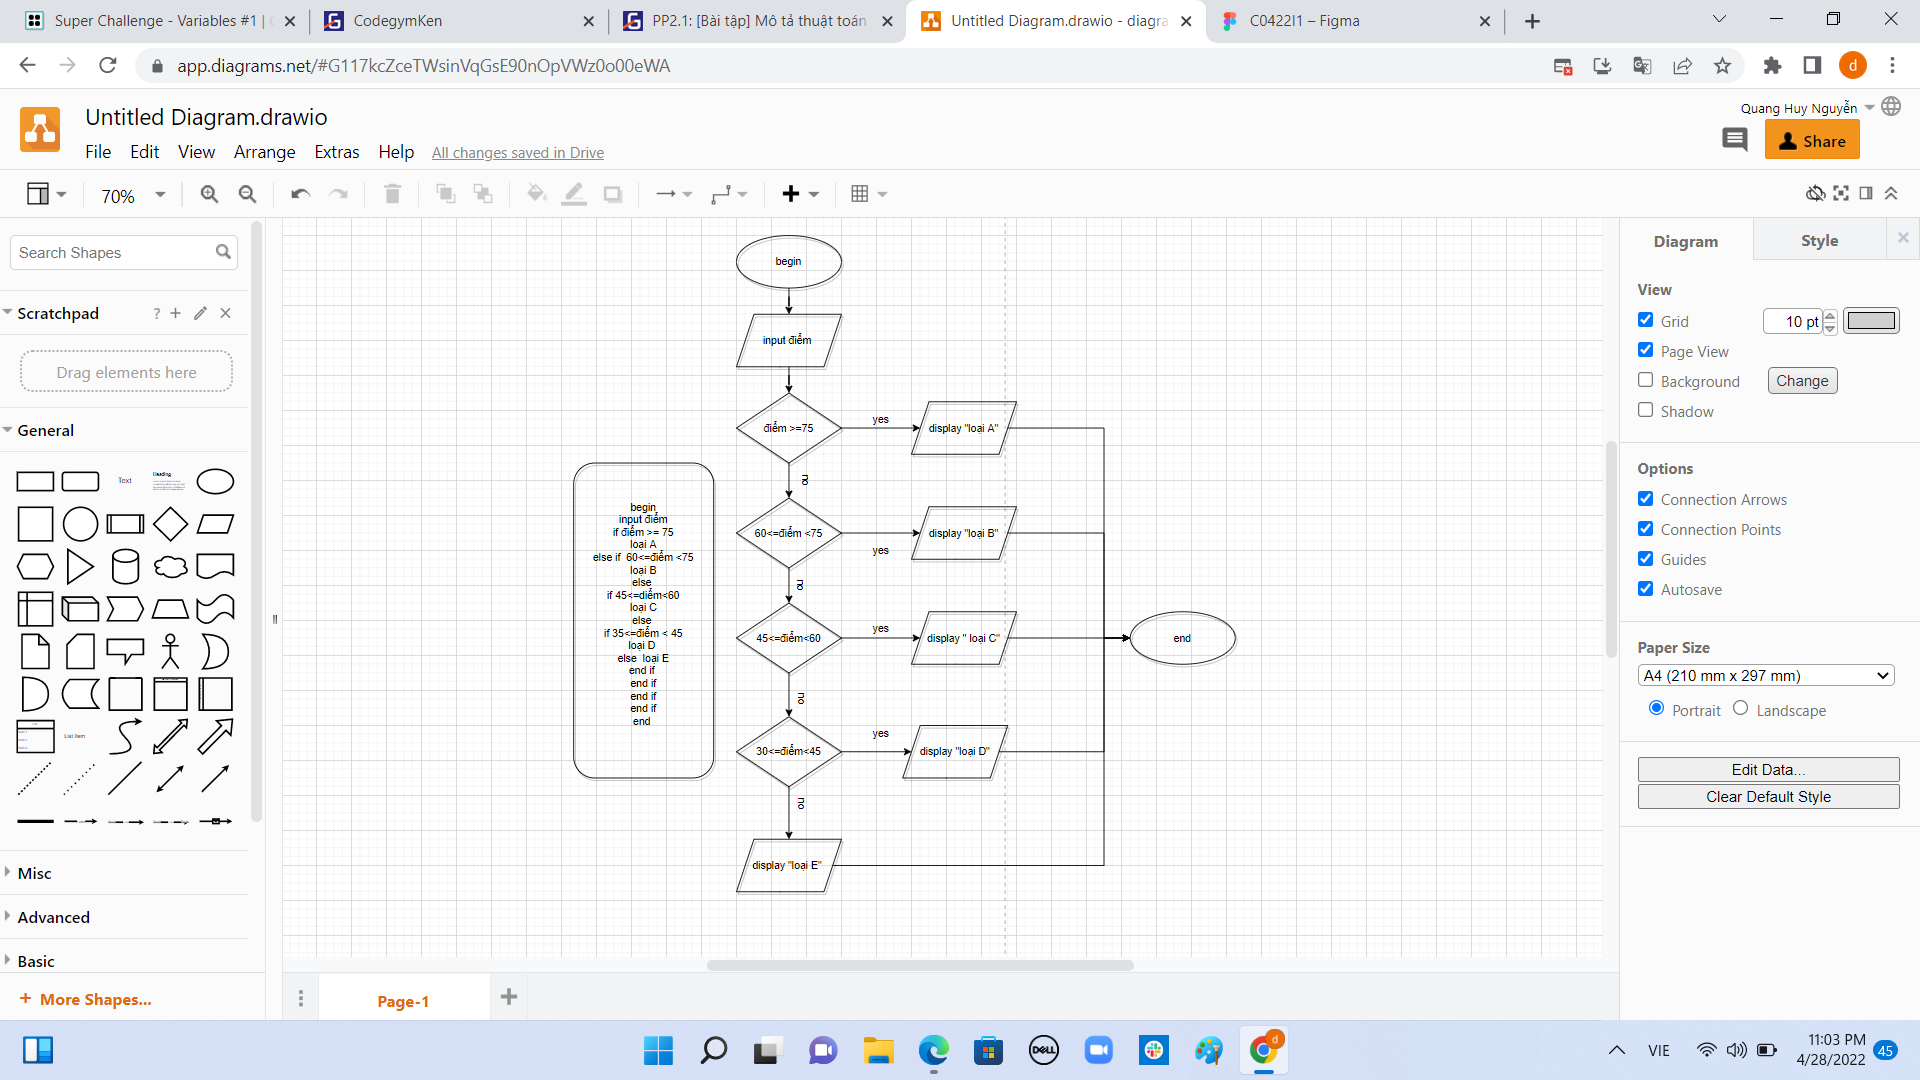 Super Challenge - Variables #1 |
CodegymKen
PP2.1: [Bài tập] Mô tả thuật toán
Untitled Diagram.drawio - diagra
C0422I1 – Figma
app.diagrams.net/#G117kcZceTWsinVqGsE90nOpVWz0o00eWA
d
Untitled Diagram.drawio
Quang Huy Nguyễn
File Edit View Arrange Extras Help All changes saved in Drive
Share
70%
Search Shapes
Scratchpad
?
Drag elements here
General
Text
Heading
List Item
Misc
Advanced
Basic
+ More Shapes...
begin
input điểm
điểm >=75
yes
display "loại A"
no
60<=điểm <75
yes
display "loại B"
no
45<=điểm<60
yes
display " loại C"
no
30<=điểm<45
yes
display "loại D"
no
display "loại E"
end
begin
input điểm
if điểm >= 75
loại A
else if 60<=điểm <75
loại B
else
if 45<=điểm<60
loại C
else
if 35<=điểm < 45
loại D
else loại E
end if
end if
end if
end if
end
Page-1
Diagram
Style
View
Grid
10 pt
Page View
Background
Change
Shadow
Options
Connection Arrows
Connection Points
Guides
Autosave
Paper Size
A4 (210 mm x 297 mm)
Portrait
Landscape
Edit Data...
Clear Default Style
DELL
d
VIE
11:03 PM
4/28/2022
45